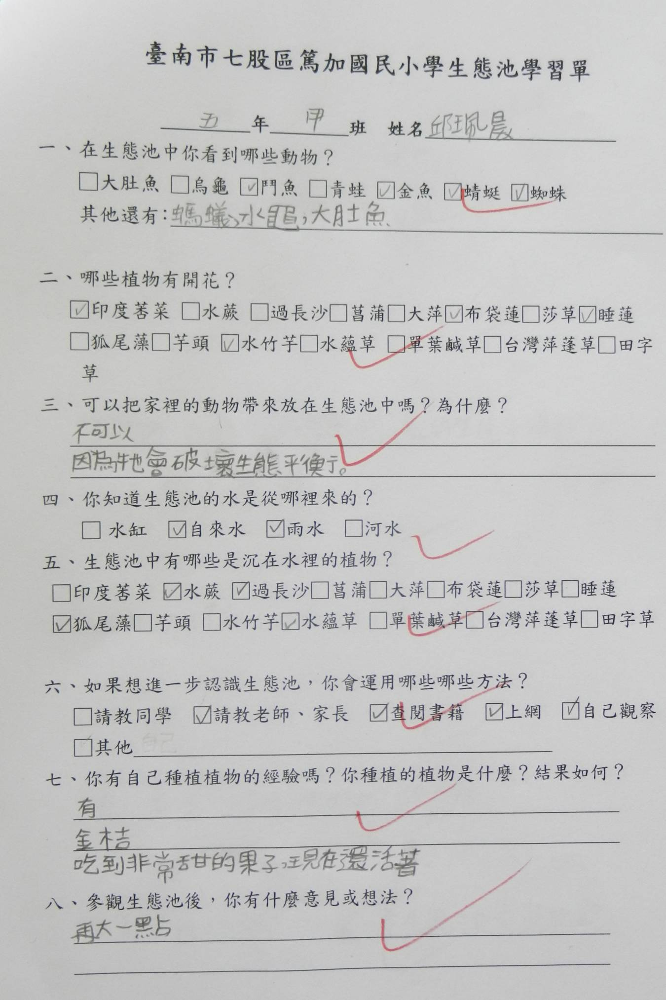 臺南市七股區篤加國民小學生態池學習單
五年甲班 姓名邱珮晨
一、在生態池中你看到哪些動物？
□大肚魚 □烏龜 ☑鬥魚 □青蛙 ☑金魚 ☑蜻蜓 ☑蜘蛛
其他還有：螞蟻、水黽，大肚魚
二、哪些植物有開花？
☑印度莕菜 □水蕨 □過長沙□菖蒲□大萍☑布袋蓮□莎草☑睡蓮
□狐尾藻□芋頭 ☑水竹芋□水蘊草 □單葉鹹草□台灣萍蓬草□田字
草
三、可以把家裡的動物帶來放在生態池中嗎？為什麼？
不可以
因為牠會破壞生態平衡。
四、你知道生態池的水是從哪裡來的？
□ 水缸 ☑自來水 ☑雨水 □河水
五、生態池中有哪些是沉在水裡的植物？
□印度莕菜 ☑水蕨 ☑過長沙□菖蒲□大萍□布袋蓮□莎草□睡蓮
☑狐尾藻□芋頭 □水竹芋☑水蘊草 □單葉鹹草□台灣萍蓬草□田字草
六、如果想進一步認識生態池，你會運用哪些哪些方法？
□請教同學 ☑請教老師、家長 ☑查閱書籍 ☑上網 ☑自己觀察
□其他 自己
七、你有自己種植植物的經驗嗎？你種植的植物是什麼？結果如何？
有
金桔
吃到非常甜的果子，現在還活著
八、參觀生態池後，你有什麼意見或想法？
再大一點